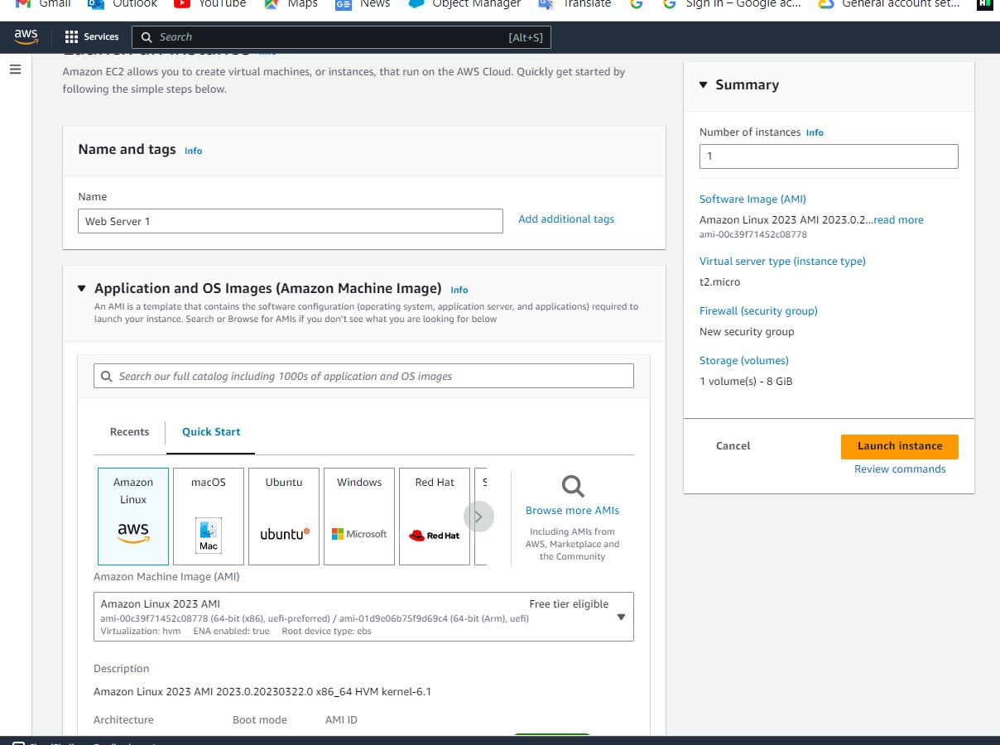 Gmail Outlook YouTube Maps News Object Manager Translate Sign in – Google ac... General account set...
aws Services Search [Alt+S]
Launch an instance Info
Amazon EC2 allows you to create virtual machines, or instances, that run on the AWS Cloud. Quickly get started by
following the simple steps below.
Name and tags Info
Name
Web Server 1
Add additional tags
Application and OS Images (Amazon Machine Image) Info
An AMI is a template that contains the software configuration (operating system, application server, and applications) required to
launch your instance. Search or Browse for AMIs if you don't see what you are looking for below
Search our full catalog including 1000s of application and OS images
Recents
Quick Start
Amazon
Linux
aws
macOS
Mac
Ubuntu
ubuntu
Windows
Microsoft
Red Hat
Red Hat
S
Browse more AMIs
Including AMIs from
AWS, Marketplace and
the Community
Amazon Machine Image (AMI)
Amazon Linux 2023 AMI Free tier eligible
ami-00c39f71452c08778 (64-bit (x86), uefi-preferred) / ami-01d9e06b75f9d69c4 (64-bit (Arm), uefi)
Virtualization: hvm ENA enabled: true Root device type: ebs
Description
Amazon Linux 2023 AMI 2023.0.20230322.0 x86_64 HVM kernel-6.1
Architecture Boot mode AMI ID
Summary
Number of instances Info
1
Software Image (AMI)
Amazon Linux 2023 AMI 2023.0.2...read more
ami-00c39f71452c08778
Virtual server type (instance type)
t2.micro
Firewall (security group)
New security group
Storage (volumes)
1 volume(s) - 8 GiB
Cancel
Launch instance
Review commands